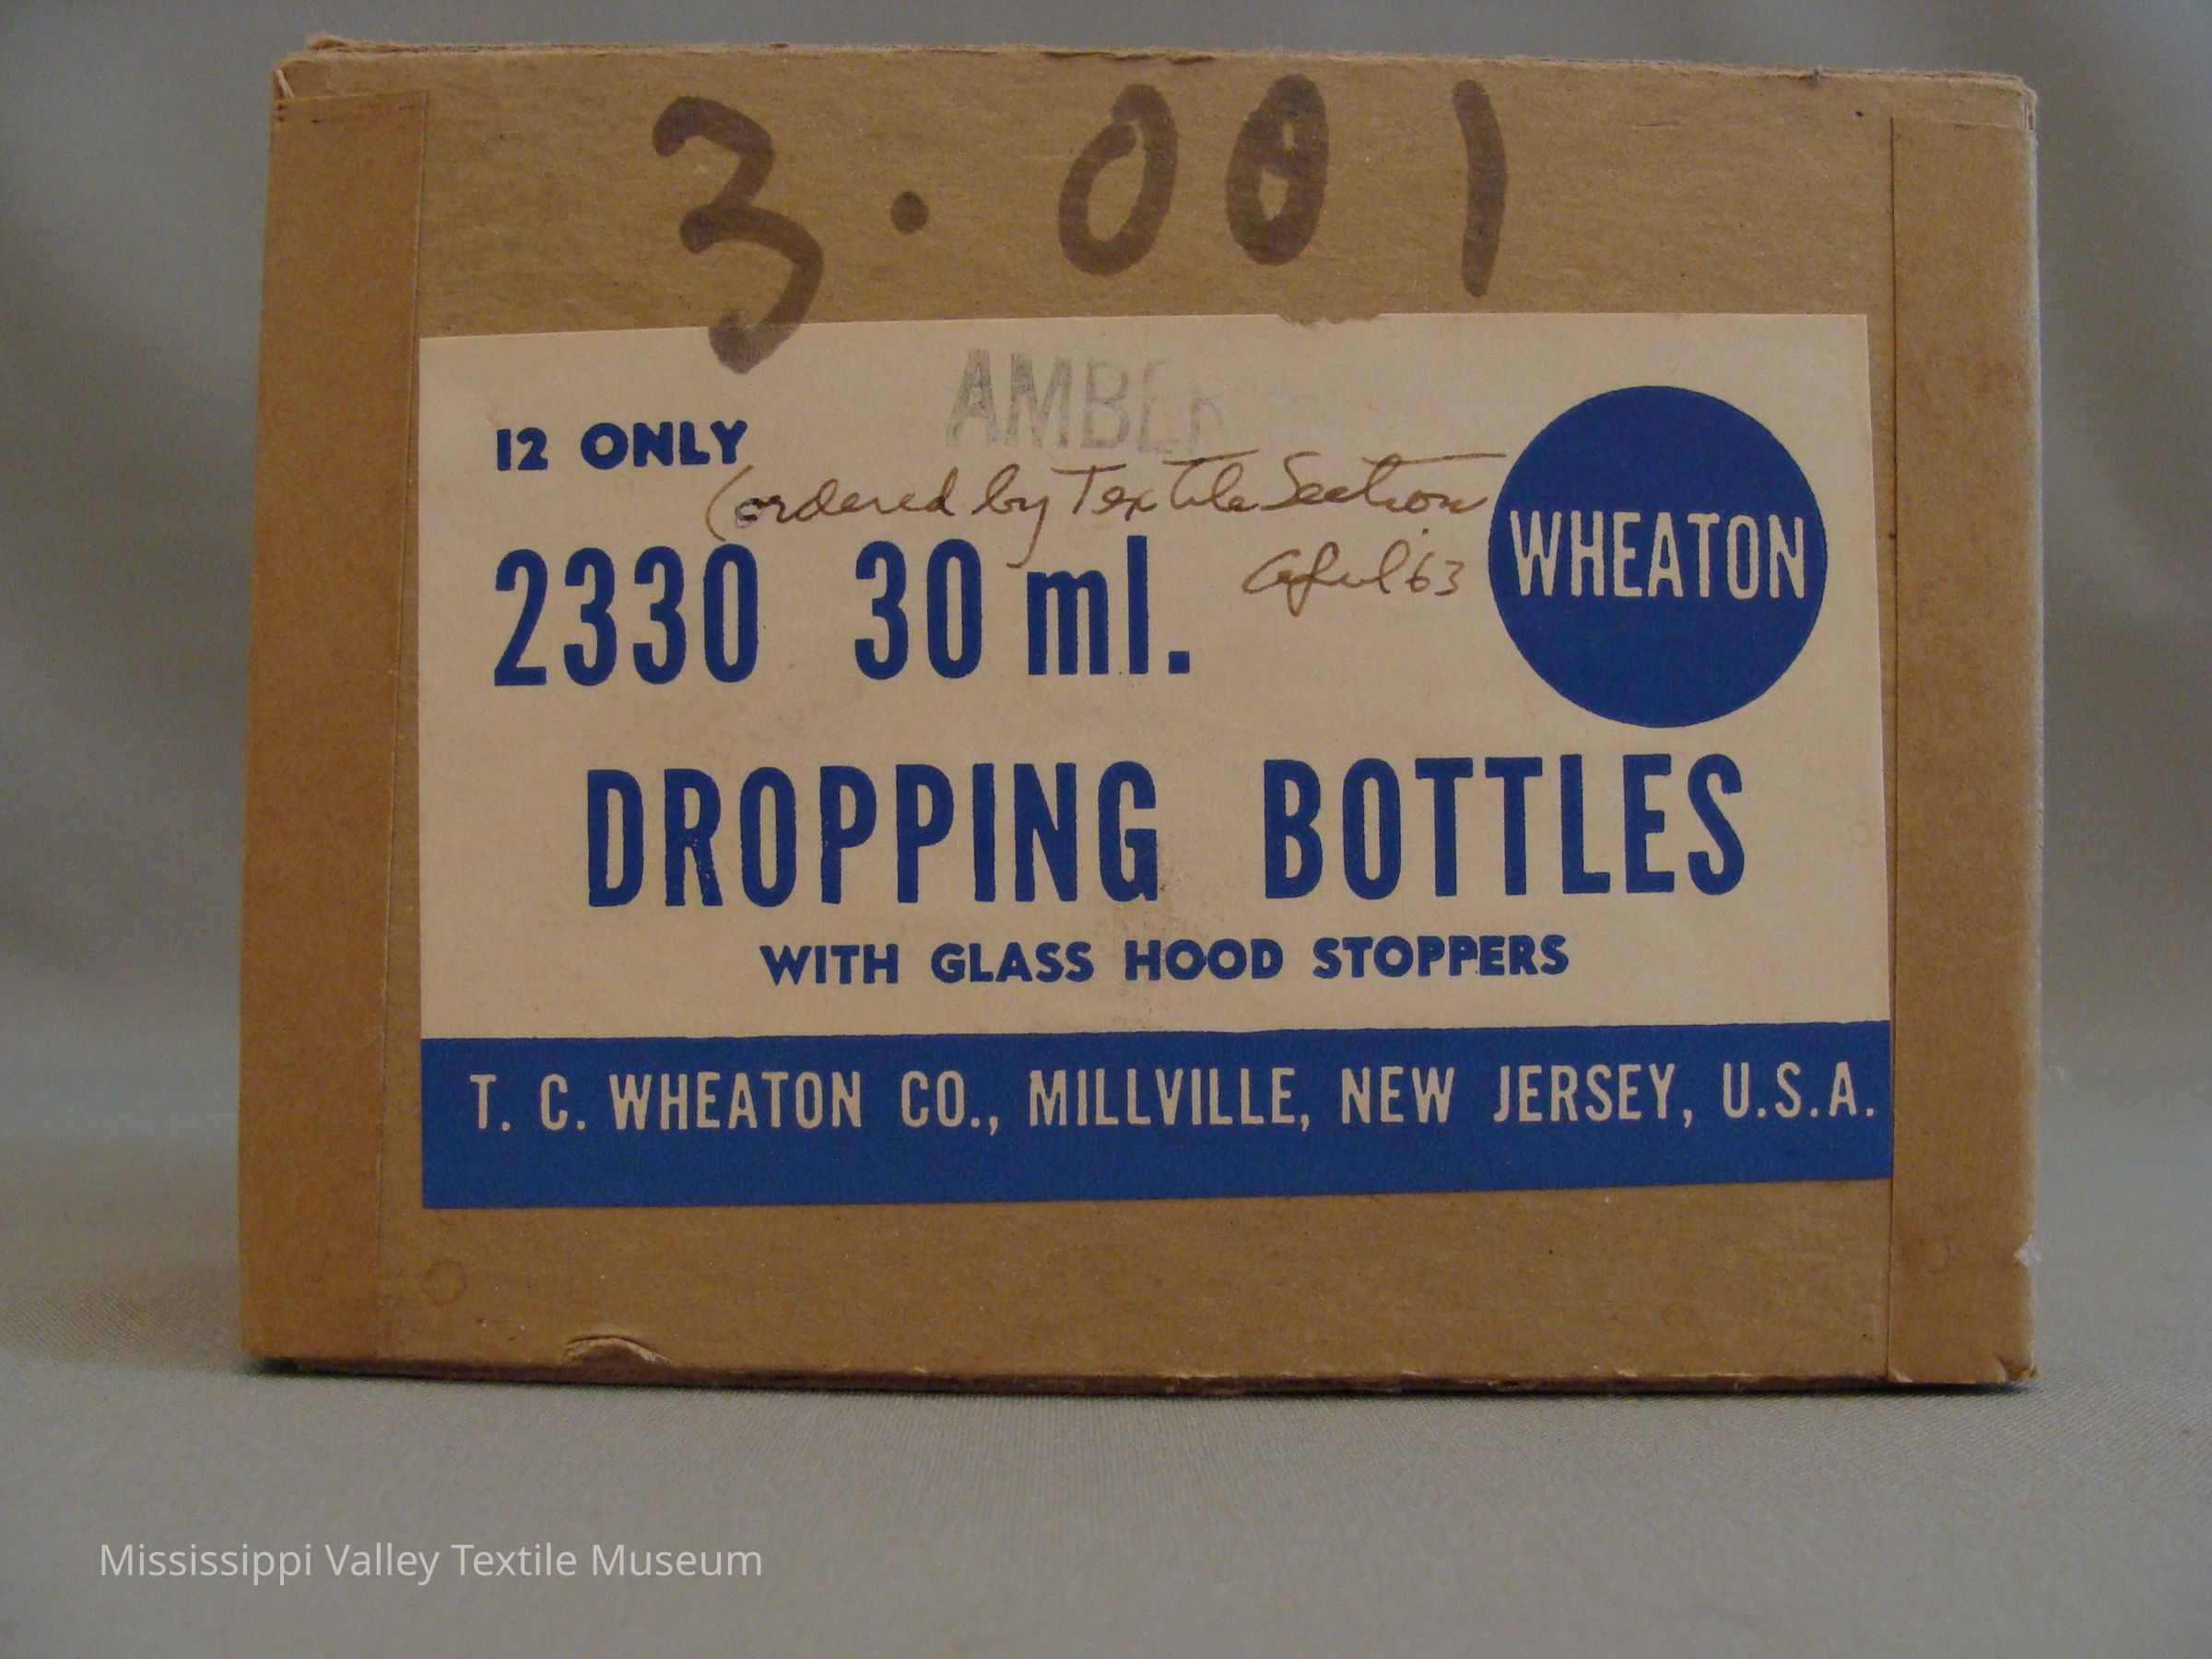 3.001
AMBER
12 ONLY
(ordered by Textile Section
April 63
WHEATON
2330 30 ml.
DROPPING BOTTLES
WITH GLASS HOOD STOPPERS
T. C. WHEATON CO., MILLVILLE, NEW JERSEY, U.S.A.
Mississippi Valley Textile Museum